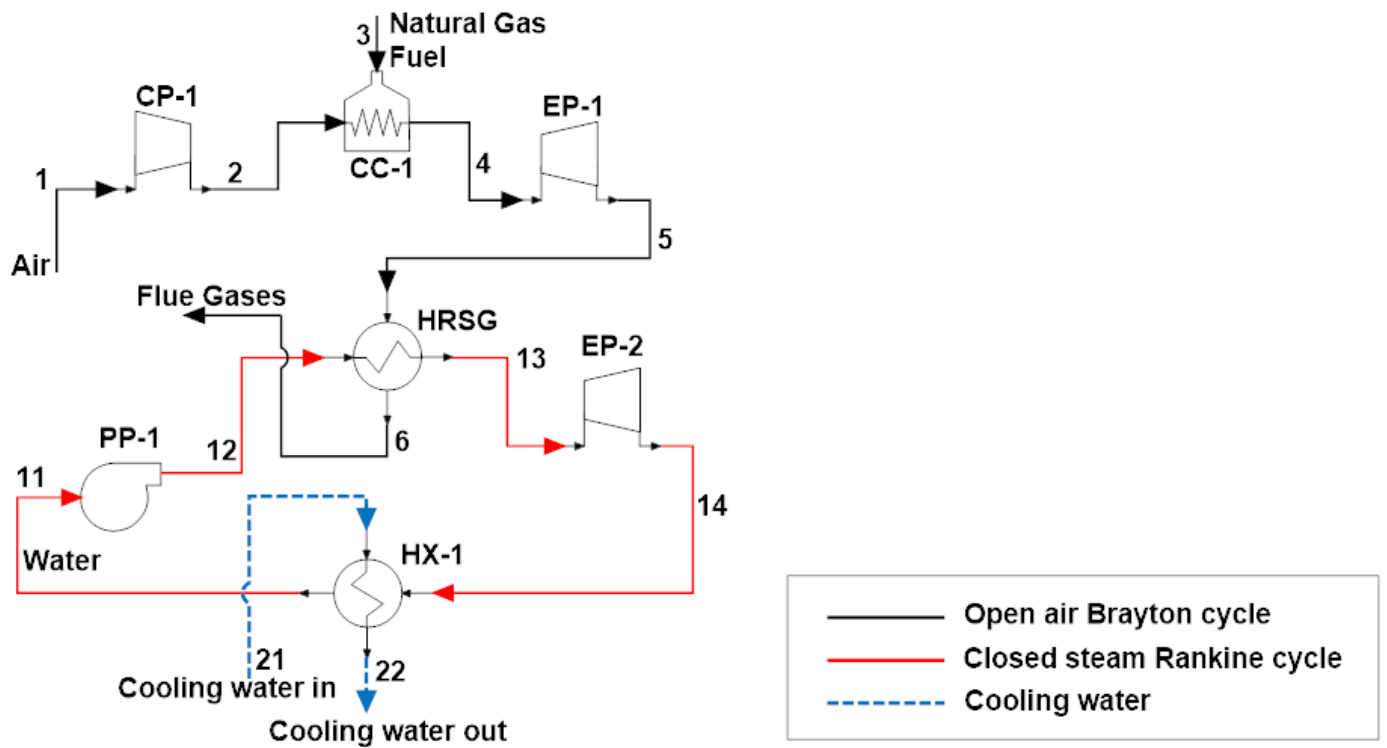 3
Natural Gas
Fuel
CP-1
EP-1
1
2
CC-1
4
5
Air
Flue Gases
HRSG
13
EP-2
PP-1
12
6
11
14
Water
HX-1
21
22
Cooling water in
Cooling water out
Open air Brayton cycle
Closed steam Rankine cycle
Cooling water